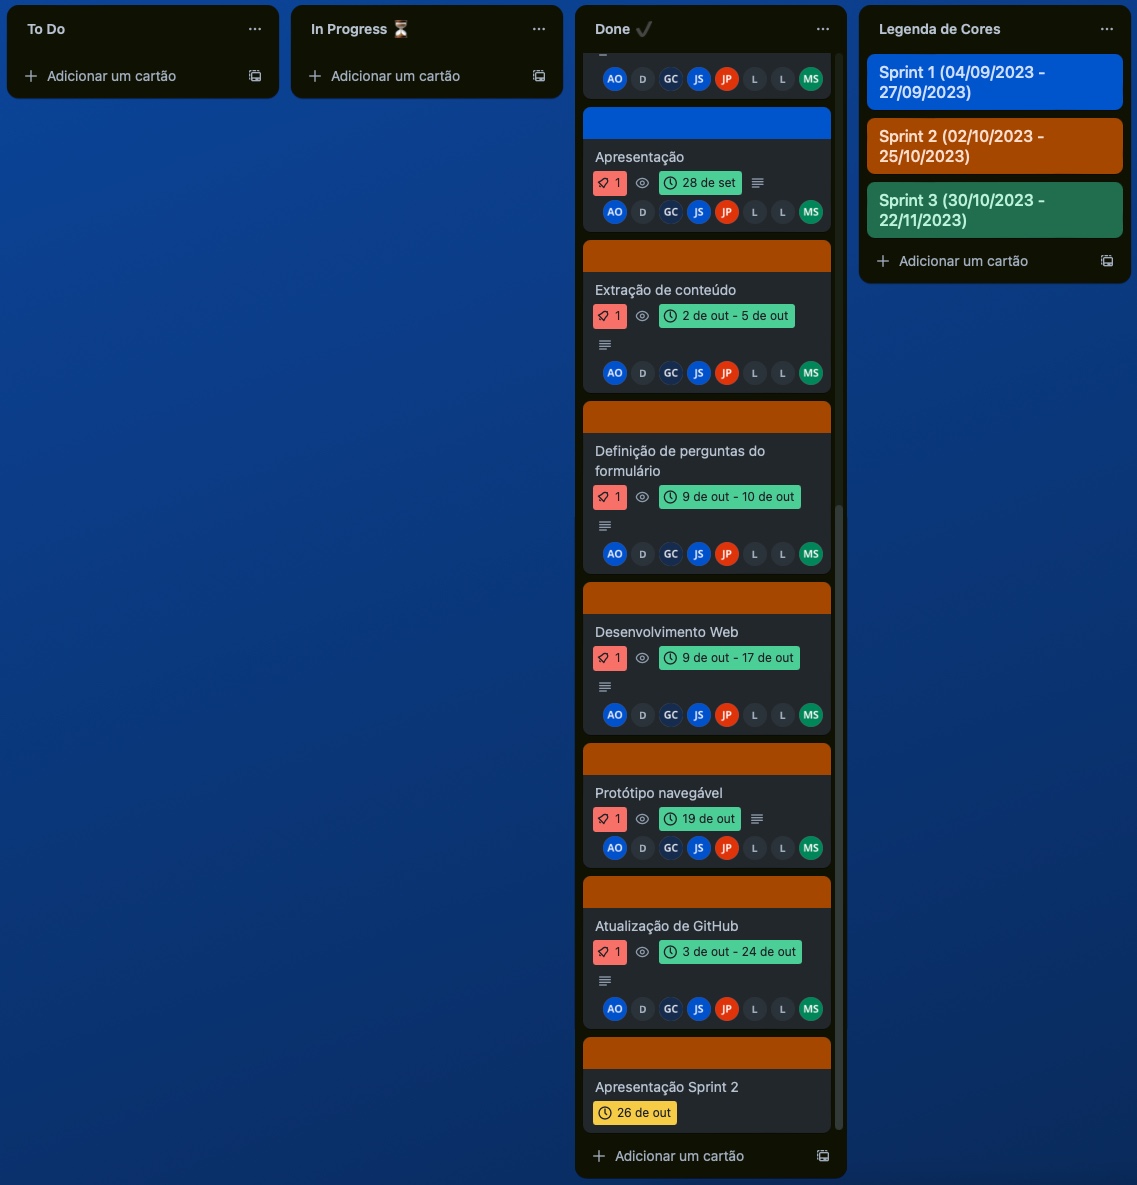 To Do
Adicionar um cartão
In Progress ⏳
Adicionar um cartão
Done ✔
AO D GC JS JP L L MS
Apresentação
1 28 de set
AO D GC JS JP L L MS
Extração de conteúdo
1 2 de out - 5 de out
AO D GC JS JP L L MS
Definição de perguntas do
formulário
1 9 de out - 10 de out
AO D GC JS JP L L MS
Desenvolvimento Web
1 9 de out - 17 de out
AO D GC JS JP L L MS
Protótipo navegável
1 19 de out
AO D GC JS JP L L MS
Atualização de GitHub
1 3 de out - 24 de out
AO D GC JS JP L L MS
Apresentação Sprint 2
26 de out
Adicionar um cartão
Legenda de Cores
Sprint 1 (04/09/2023 -
27/09/2023)
Sprint 2 (02/10/2023 -
25/10/2023)
Sprint 3 (30/10/2023 -
22/11/2023)
Adicionar um cartão